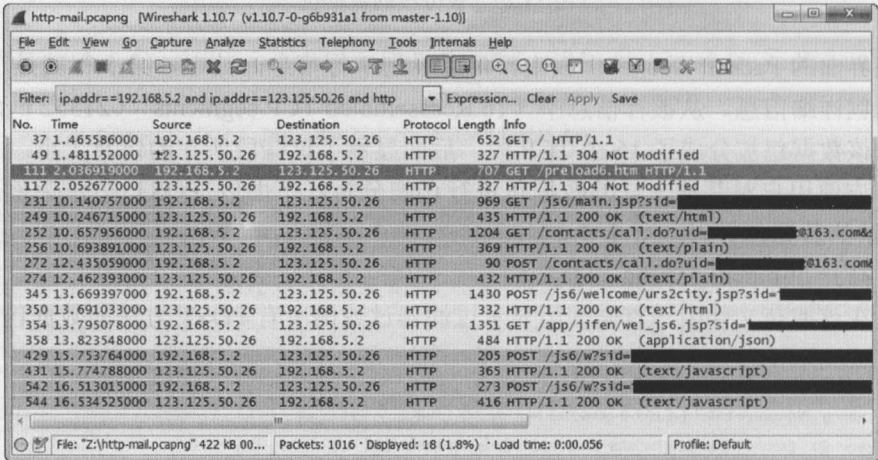 http-mail.pcapng [Wireshark 1.10.7 (v1.10.7-0-g6b931a1 from master-1.10)]
File Edit View Go Capture Analyze Statistics Telephony Tools Internals Help
Filter: ip.addr==192.168.5.2 and ip.addr==123.125.50.26 and http Expression... Clear Apply Save
No. Time Source Destination Protocol Length Info
37 1.465586000 192.168.5.2 123.125.50.26 HTTP 652 GET / HTTP/1.1
49 1.481152000 123.125.50.26 192.168.5.2 HTTP 327 HTTP/1.1 304 Not Modified
111 2.036919000 192.168.5.2 123.125.50.26 HTTP 707 GET /preload6.htm HTTP/1.1
117 2.052677000 123.125.50.26 192.168.5.2 HTTP 327 HTTP/1.1 304 Not Modified
231 10.140757000 192.168.5.2 123.125.50.26 HTTP 969 GET /js6/main.jsp?sid=
249 10.246715000 123.125.50.26 192.168.5.2 HTTP 435 HTTP/1.1 200 OK (text/html)
252 10.657956000 192.168.5.2 123.125.50.26 HTTP 1204 GET /contacts/call.do?uid= @163.com&
256 10.693891000 123.125.50.26 192.168.5.2 HTTP 369 HTTP/1.1 200 OK (text/plain)
272 12.435059000 192.168.5.2 123.125.50.26 HTTP 90 POST /contacts/call.do?uid= @163.com&
274 12.462393000 123.125.50.26 192.168.5.2 HTTP 432 HTTP/1.1 200 OK (text/plain)
345 13.669397000 192.168.5.2 123.125.50.26 HTTP 1430 POST /js6/welcome/urs2city.jsp?sid=
350 13.691033000 123.125.50.26 192.168.5.2 HTTP 332 HTTP/1.1 200 OK (text/html)
354 13.795078000 192.168.5.2 123.125.50.26 HTTP 1351 GET /app/jifen/wel_js6.jsp?sid=
358 13.823548000 123.125.50.26 192.168.5.2 HTTP 484 HTTP/1.1 200 OK (application/json)
429 15.753764000 192.168.5.2 123.125.50.26 HTTP 205 POST /js6/w?sid=
431 15.774788000 123.125.50.26 192.168.5.2 HTTP 365 HTTP/1.1 200 OK (text/javascript)
542 16.513015000 192.168.5.2 123.125.50.26 HTTP 273 POST /js6/w?sid=
544 16.534525000 123.125.50.26 192.168.5.2 HTTP 416 HTTP/1.1 200 OK (text/javascript)
File: "Z:\http-mail.pcapng" 422 kB 00... Packets: 1016 · Displayed: 18 (1.8%) · Load time: 0:00.056 Profile: Default